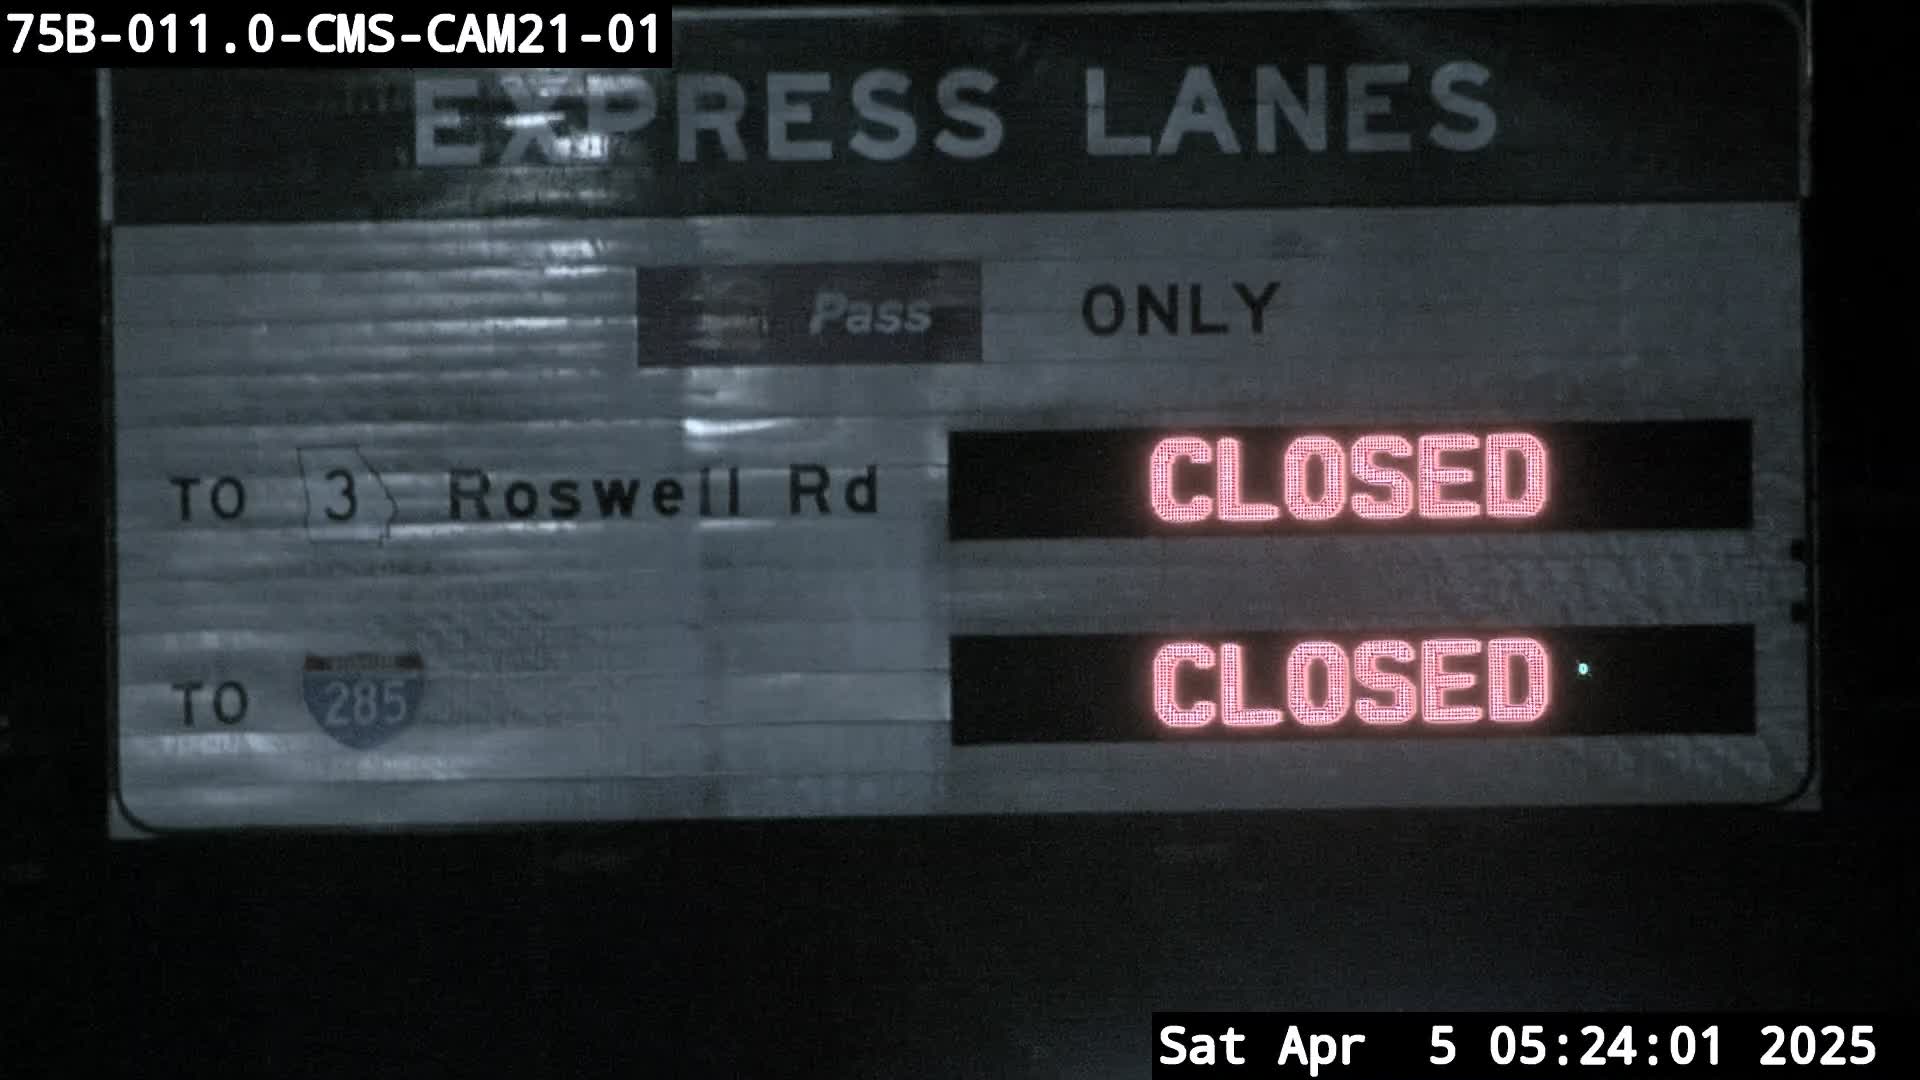 75B-011.0-CMS-CAM21-01
EXPRESS LANES
Pass ONLY
TO 3 Roswell Rd CLOSED
TO 285 CLOSED
Sat Apr 5 05:24:01 2025